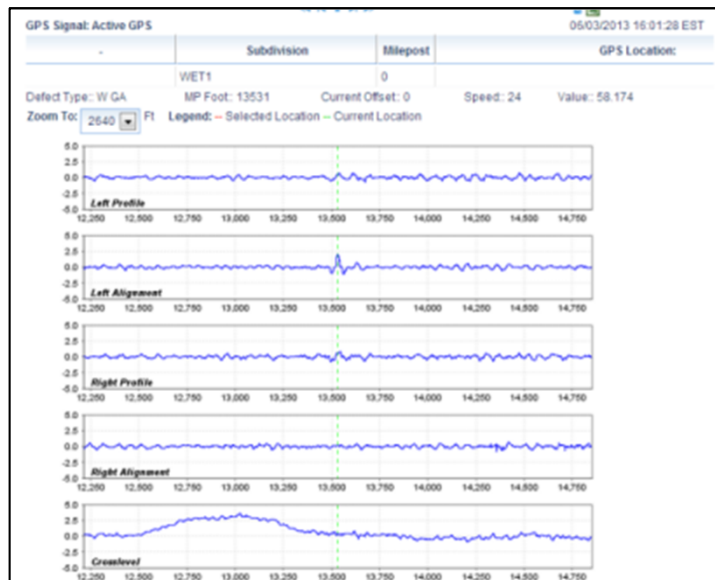 GPS Signal: Active GPS 06/03/2013 16:01:28 EST
- Subdivision Milepost GPS Location:
WET1 0
Defect Type:: W GA MP Foot:: 13531 Current Offset:: 0 Speed:: 24 Value:: 58.174
Zoom To: 2640 Ft Legend: -- Selected Location -- Current Location
5.0
2.5
0.0
-2.5
-5.0
Left Profile
12,250 12,500 12,750 13,000 13,250 13,500 13,750 14,000 14,250 14,500 14,750
5.0
2.5
0.0
-2.5
-5.0
Left Alignment
12,250 12,500 12,750 13,000 13,250 13,500 13,750 14,000 14,250 14,500 14,750
5.0
2.5
0.0
-2.5
-5.0
Right Profile
12,250 12,500 12,750 13,000 13,250 13,500 13,750 14,000 14,250 14,500 14,750
5.0
2.5
0.0
-2.5
-5.0
Right Alignment
12,250 12,500 12,750 13,000 13,250 13,500 13,750 14,000 14,250 14,500 14,750
5.0
2.5
0.0
-2.5
-5.0
Crosslevel
12,250 12,500 12,750 13,000 13,250 13,500 13,750 14,000 14,250 14,500 14,750